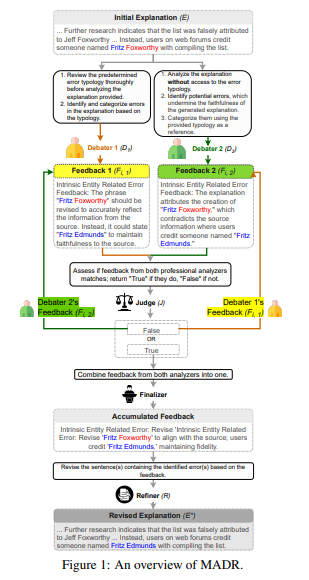 Initial Explanation (E)
... Further research indicates that the list was falsely attributed
to Jeff Foxworthy ... Instead, users on web forums credit
someone named Fritz Foxworthy with compiling the list.
1. Review the predetermined
error typology thoroughly
before analyzing the
explanation provided.
2. Identify and categorize errors
in the explanation based on
the typology.
1. Analyze the explanation
without access to the error
typology.
2. Identify potential errors, which
undermine the faithfulness of
the generated explanation.
3. Categorize them using the
provided typology as a
reference.
Debater 1 (D₁)
Debater 2 (D₂)
Feedback 1 (Fᵢ, ₁)
Intrinsic Entity Related Error
Feedback: The phrase
"Fritz Foxworthy" should be
revised to accurately reflect
the information from the
source. Instead, it could state
"Fritz Edmunds" to maintain
faithfulness to the source.
Feedback 2 (Fᵢ, ₂)
Intrinsic Entity Related Error
Feedback: The explanation
attributes the creation of
"Fritz Foxworthy," which
contradicts the source
information where users
credit someone named "Fritz
Edmunds."
Assess if feedback from both professional analyzers
matches; return "True" if they do, "False" if not.
Debater 2's
Feedback (Fᵢ, ₂)
Judge (J)
Debater 1's
Feedback (Fᵢ, ₁)
False
OR
True
Combine feedback from both analyzers into one.
Finalizer
Accumulated Feedback
Intrinsic Entity Related Error: Revise 'Intrinsic Entity Related
Error: Revise 'Fritz Foxworthy' to align with the source; users
credit 'Fritz Edmunds,' maintaining fidelity.
Revise the sentence(s) containing the identified error(s) based on the
feedback.
Refiner (R)
Revised Explanation (E*)
... Further research indicates that the list was falsely attributed
to Jeff Foxworthy ... Instead, users on web forums credit
someone named Fritz Edmunds with compiling the list.
Figure 1: An overview of MADR.